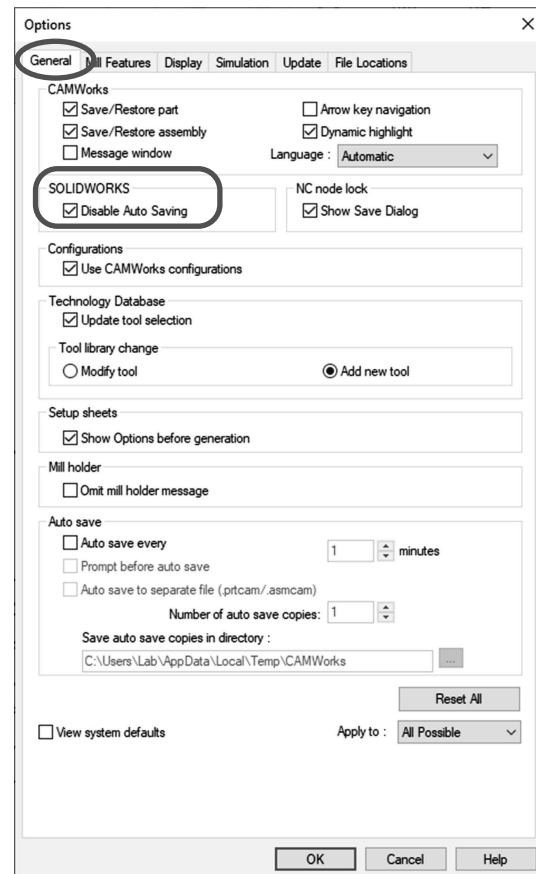 Options
General Mill Features Display Simulation Update File Locations
CAMWorks
Save/Restore part
Arrow key navigation
Save/Restore assembly
Dynamic highlight
Message window
Language : Automatic
SOLIDWORKS
NC node lock
Disable Auto Saving
Show Save Dialog
Configurations
Use CAMWorks configurations
Technology Database
Update tool selection
Tool library change
Modify tool
Add new tool
Setup sheets
Show Options before generation
Mill holder
Omit mill holder message
Auto save
Auto save every 1 minutes
Prompt before auto save
Auto save to separate file (.prtcam/.asmcam)
Number of auto save copies: 1
Save auto save copies in directory :
C:\Users\Lab\AppData\Local\Temp\CAMWorks ...
Reset All
View system defaults
Apply to : All Possible
OK Cancel Help